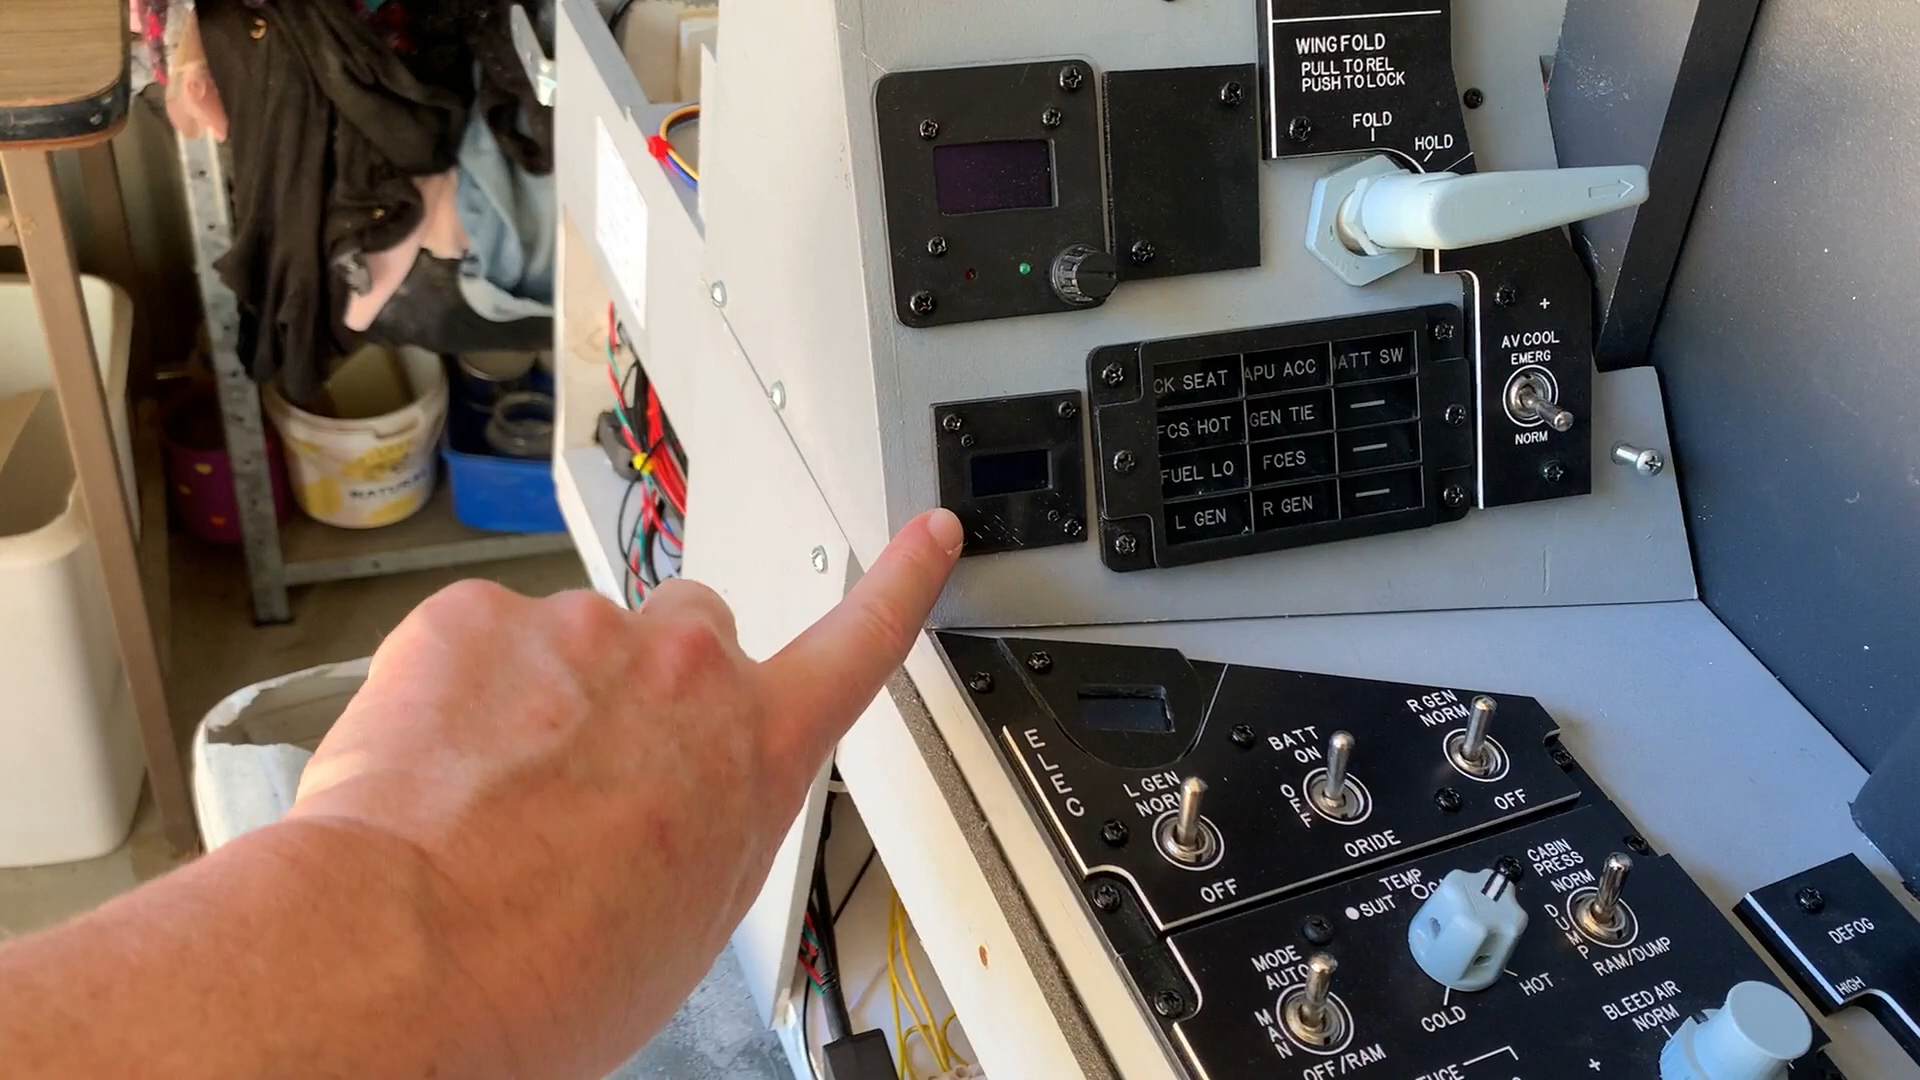 WING FOLD
PULL TO REL
PUSH TO LOCK
FOLD
HOLD
+
AV COOL
EMERG
NORM
CK SEAT
APU ACC
BATT SW
FCS HOT
GEN TIE
FUEL LO
FCES
L GEN
R GEN
ELEC
L GEN
NORM
OFF
BATT
ON
OFF
ORIDE
R GEN
NORM
OFF
CABIN
PRESS
NORM
DUMP
RAM/DUMP
TEMP
SUIT
COLD
HOT
MODE
AUTO
MAN
OFF/RAM
BLEED AIR
NORM
+
DEFOG
HIGH